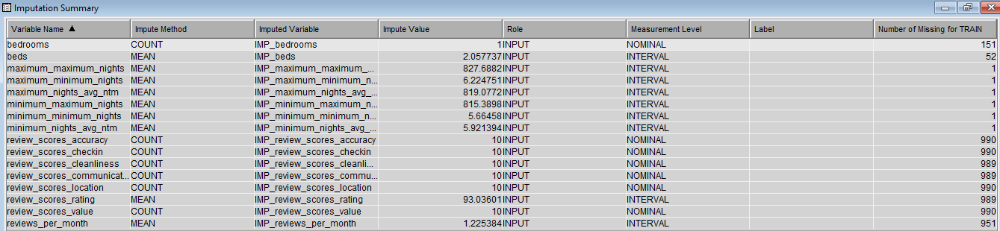 Imputation Summary
Variable Name ▲ Impute Method Imputed Variable Impute Value Role Measurement Level Label Number of Missing for TRAIN
bedrooms COUNT IMP_bedrooms 1 INPUT NOMINAL 151
beds MEAN IMP_beds 2.057737 INPUT INTERVAL 52
maximum_maximum_nights MEAN IMP_maximum_maximum_... 827.6882 INPUT INTERVAL 1
maximum_minimum_nights MEAN IMP_maximum_minimum_n... 6.224751 INPUT INTERVAL 1
maximum_nights_avg_ntm MEAN IMP_maximum_nights_avg_... 819.0772 INPUT INTERVAL 1
minimum_maximum_nights MEAN IMP_minimum_maximum_n... 815.3898 INPUT INTERVAL 1
minimum_minimum_nights MEAN IMP_minimum_minimum_n... 5.66458 INPUT INTERVAL 1
minimum_nights_avg_ntm MEAN IMP_minimum_nights_avg_... 5.921394 INPUT INTERVAL 1
review_scores_accuracy COUNT IMP_review_scores_accuracy 10 INPUT NOMINAL 990
review_scores_checkin COUNT IMP_review_scores_checkin 10 INPUT NOMINAL 990
review_scores_cleanliness COUNT IMP_review_scores_cleanli... 10 INPUT NOMINAL 989
review_scores_communicat... COUNT IMP_review_scores_commu... 10 INPUT NOMINAL 989
review_scores_location COUNT IMP_review_scores_location 10 INPUT NOMINAL 990
review_scores_rating MEAN IMP_review_scores_rating 93.03601 INPUT INTERVAL 989
review_scores_value COUNT IMP_review_scores_value 10 INPUT NOMINAL 990
reviews_per_month MEAN IMP_reviews_per_month 1.225384 INPUT INTERVAL 951